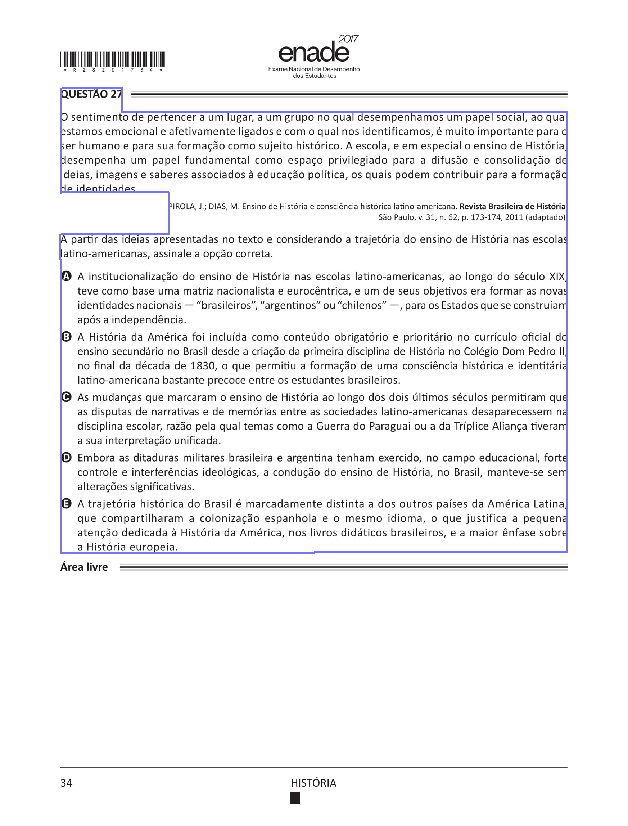 *R2820173 4*
2017
enade
Exame Nacional de Desempenho
dos Estudantes
QUESTÃO 27
O sentimento de pertencer a um lugar, a um grupo no qual desempenhamos um papel social, ao qual
estamos emocional e afetivamente ligados e com o qual nos identificamos, é muito importante para o
ser humano e para sua formação como sujeito histórico. A escola, e em especial o ensino de História,
desempenha um papel fundamental como espaço privilegiado para a difusão e consolidação de
ideias, imagens e saberes associados à educação política, os quais podem contribuir para a formação
de identidades.
PIROLA, J.; DIAS, M. Ensino de História e consciência histórica latino-americana. Revista Brasileira de História.
São Paulo, v. 31, n. 62, p. 173-174, 2011 (adaptado).
A partir das ideias apresentadas no texto e considerando a trajetória do ensino de História nas escolas
latino-americanas, assinale a opção correta.
A A institucionalização do ensino de História nas escolas latino-americanas, ao longo do século XIX,
teve como base uma matriz nacionalista e eurocêntrica, e um de seus objetivos era formar as novas
identidades nacionais — “brasileiros”, “argentinos” ou “chilenos” —, para os Estados que se construíam
após a independência.
B A História da América foi incluída como conteúdo obrigatório e prioritário no currículo oficial do
ensino secundário no Brasil desde a criação da primeira disciplina de História no Colégio Dom Pedro II,
no final da década de 1830, o que permitiu a formação de uma consciência histórica e identitária
latino-americana bastante precoce entre os estudantes brasileiros.
C As mudanças que marcaram o ensino de História ao longo dos dois últimos séculos permitiram que
as disputas de narrativas e de memórias entre as sociedades latino-americanas desaparecessem na
disciplina escolar, razão pela qual temas como a Guerra do Paraguai ou a da Tríplice Aliança tiveram
a sua interpretação unificada.
D Embora as ditaduras militares brasileira e argentina tenham exercido, no campo educacional, forte
controle e interferências ideológicas, a condução do ensino de História, no Brasil, manteve-se sem
alterações significativas.
E A trajetória histórica do Brasil é marcadamente distinta a dos outros países da América Latina,
que compartilharam a colonização espanhola e o mesmo idioma, o que justifica a pequena
atenção dedicada à História da América, nos livros didáticos brasileiros, e a maior ênfase sobre
a História europeia.
Área livre
34
HISTÓRIA